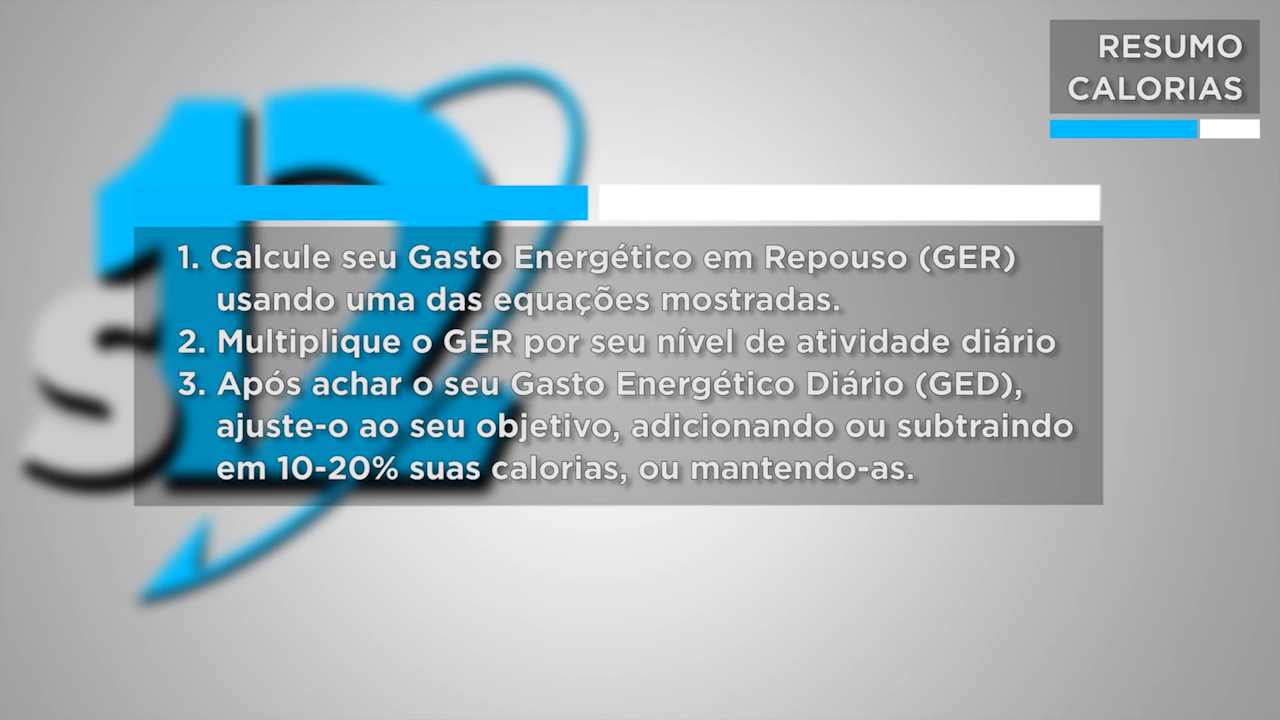 RESUMO
CALORIAS
1. Calcule seu Gasto Energético em Repouso (GER)
usando uma das equações mostradas.
2. Multiplique o GER por seu nível de atividade diário
3. Após achar o seu Gasto Energético Diário (GED),
ajuste-o ao seu objetivo, adicionando ou subtraindo
em 10-20% suas calorias, ou mantendo-as.